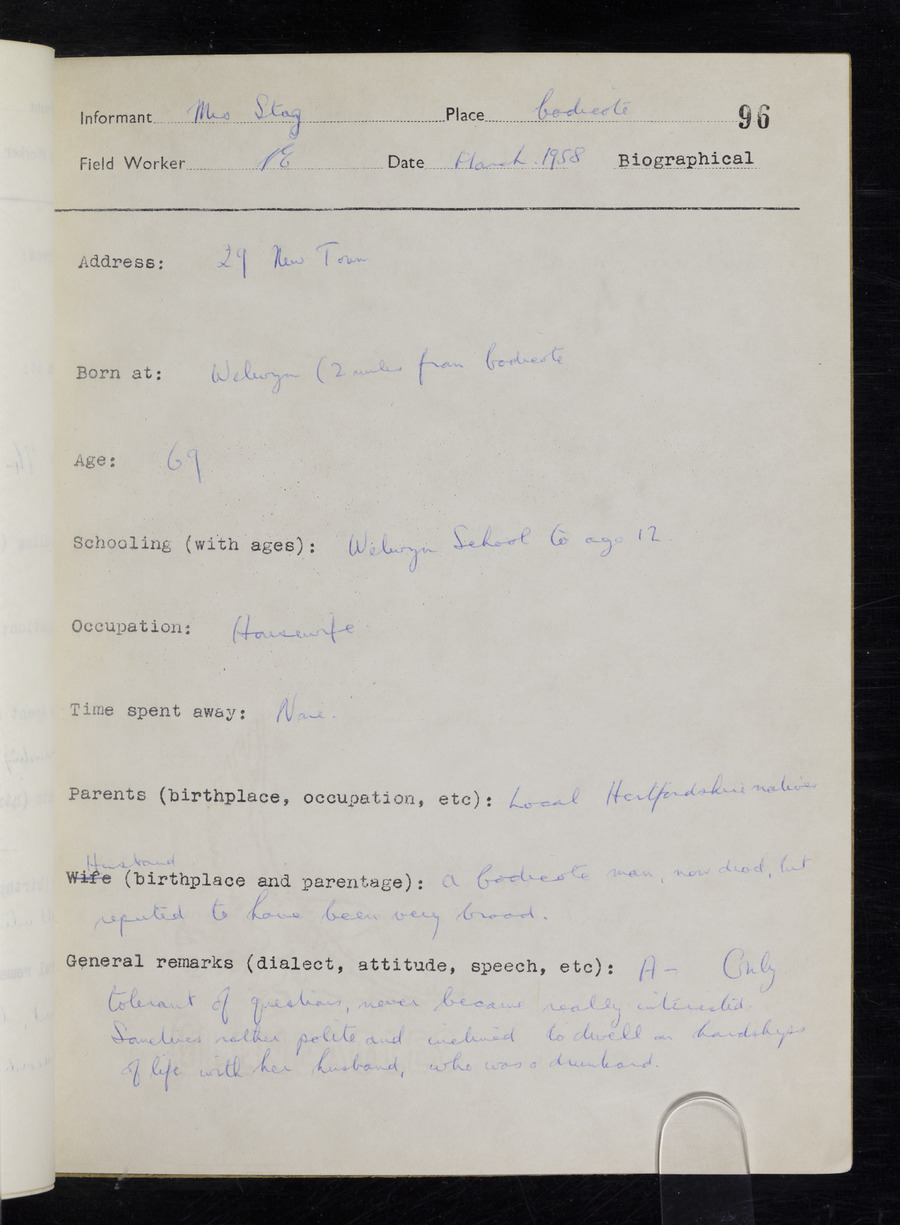 Informant Mrs Stag Place Codicote 96
Field Worker PE Date March 1958 Biographical
Address: 29 New Town
Born at: Welwyn (2 miles from Codicote
Age: 69
Schooling (with ages): Welwyn School to age 12.
Occupation: Housewife
Time spent away: None.
Parents (birthplace, occupation, etc): Local Hertfordshire natives
Husband
Wife (birthplace and parentage): A Codicote man, now dead, but
reputed to have been very broad.
General remarks (dialect, attitude, speech, etc): A- Only
tolerant of questions, never became really interested.
Sometimes rather polite and inclined to dwell on hardships
of life with her husband, who was a drunkard.